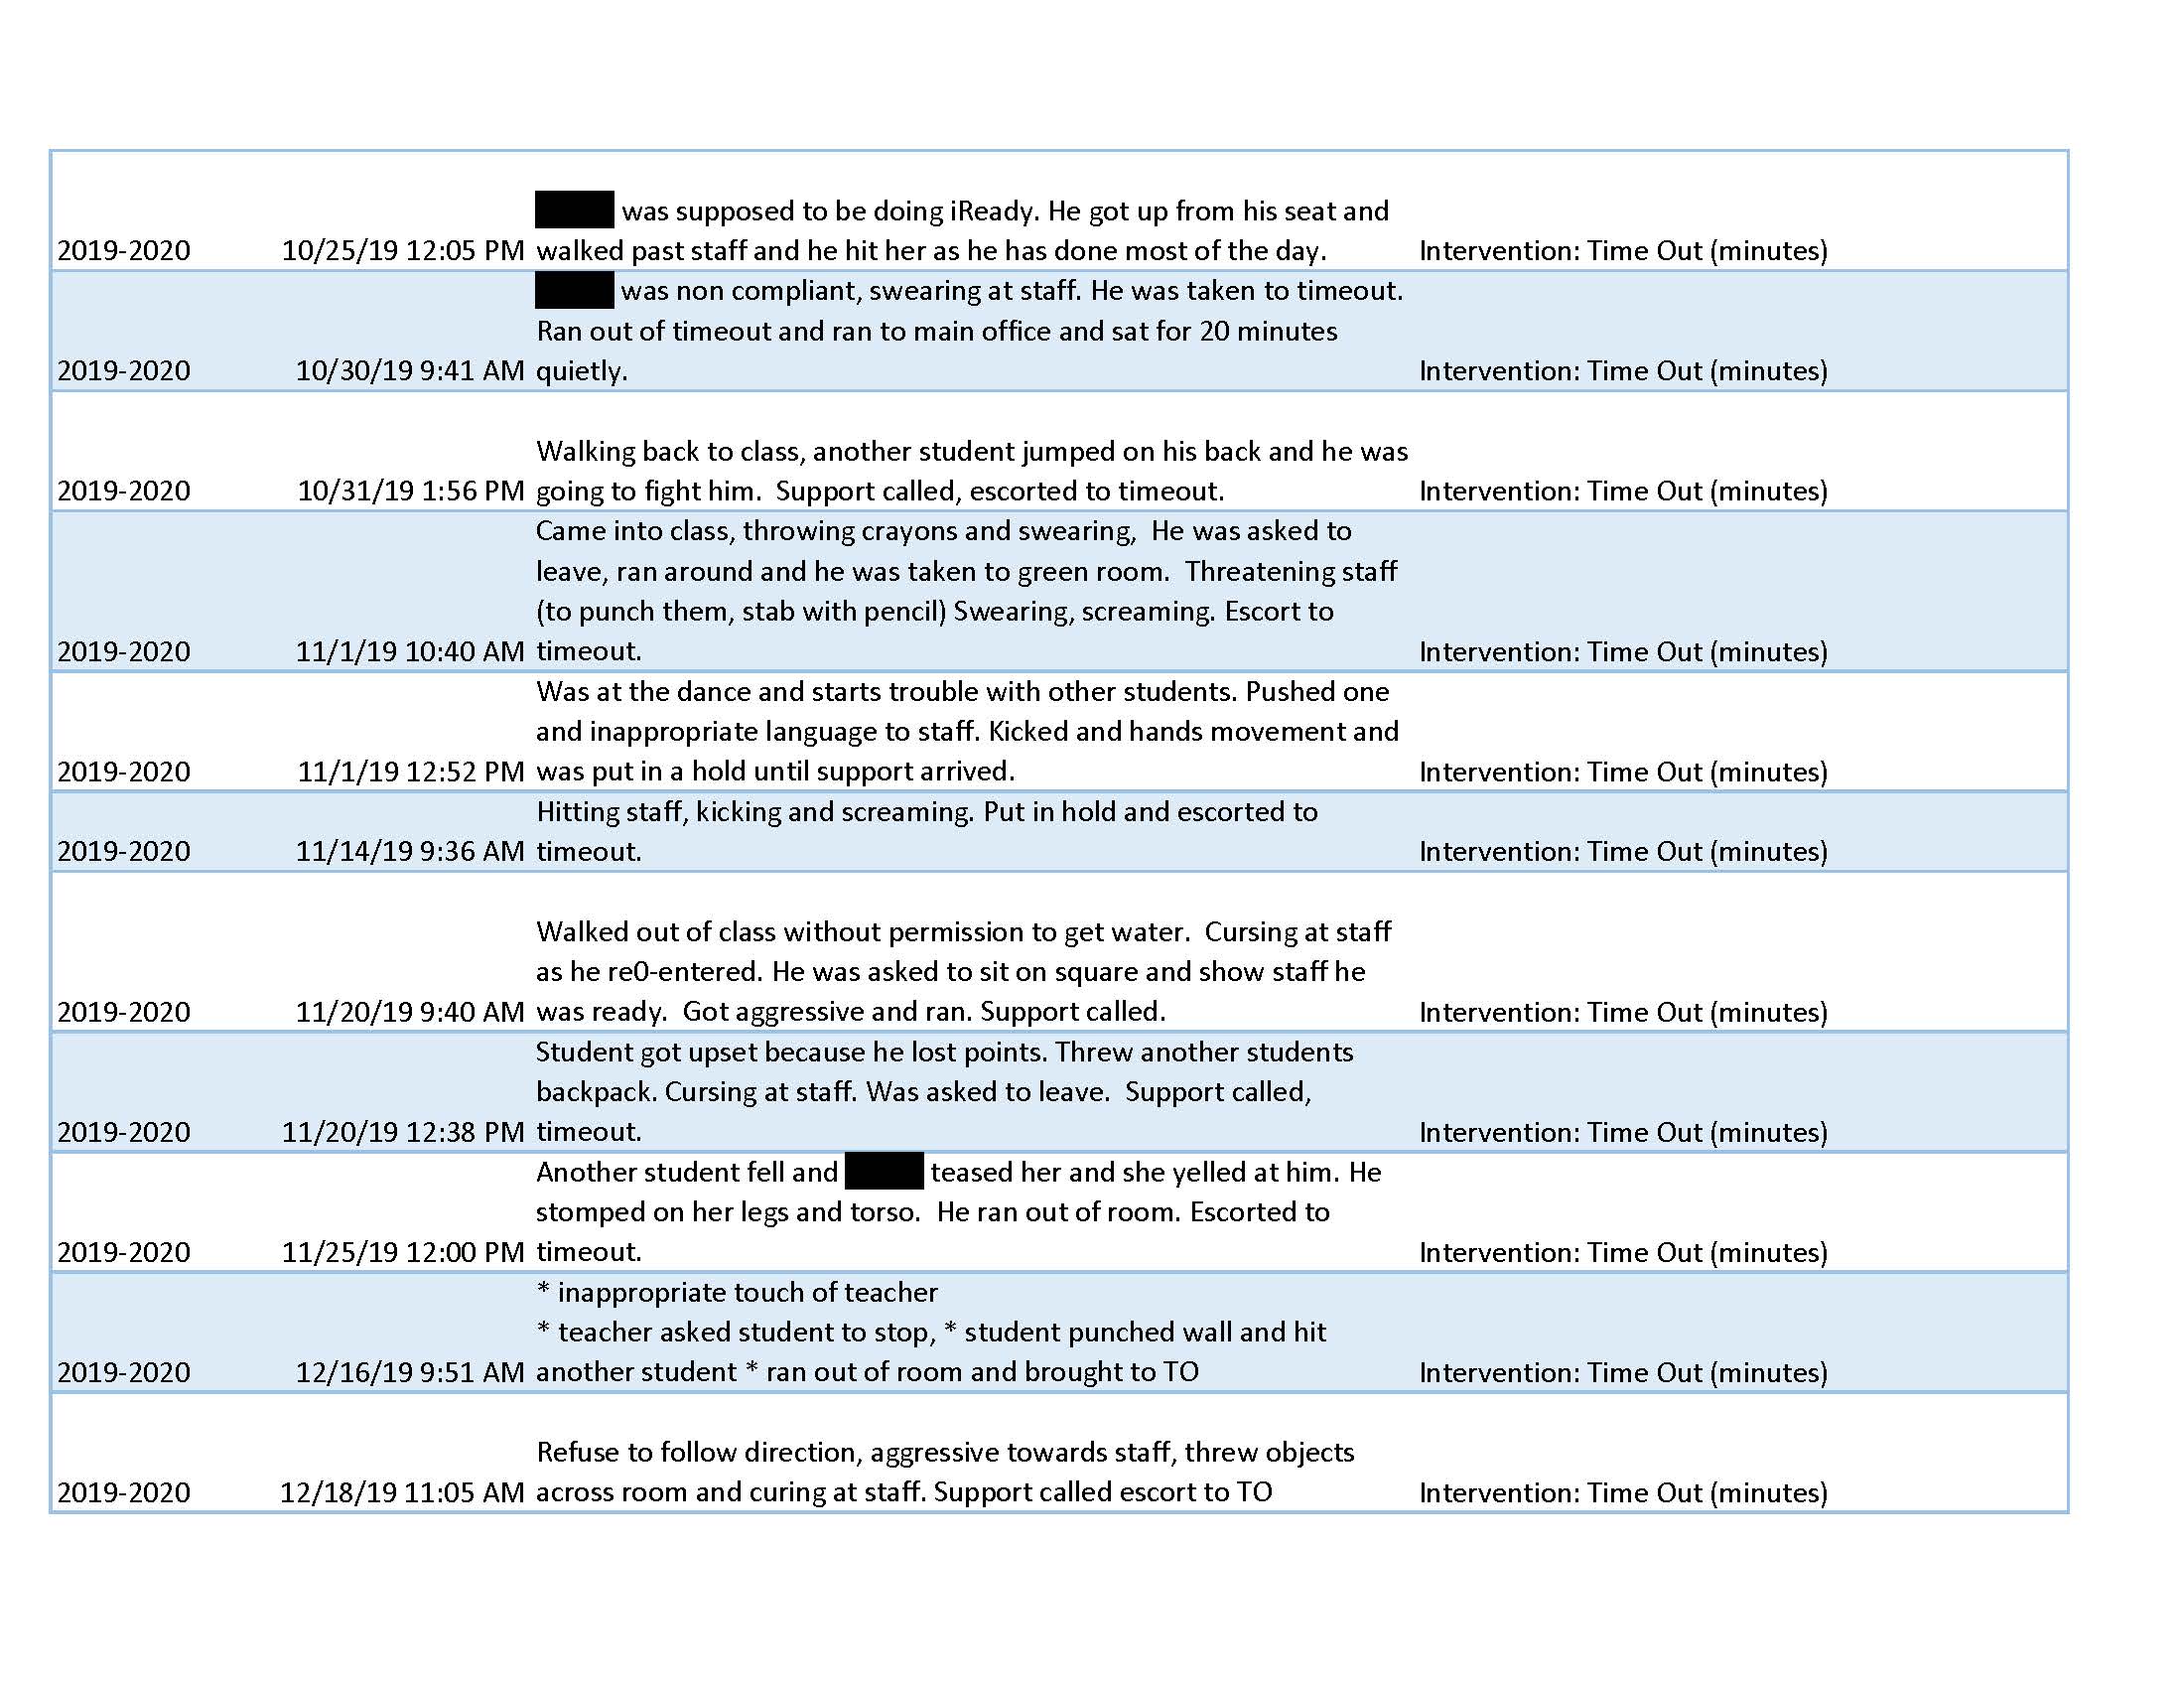 was supposed to be doing iReady. He got up from his seat and
2019-2020 10/25/19 12:05 PM walked past staff and he hit her as he has done most of the day. Intervention: Time Out (minutes)
was non compliant, swearing at staff. He was taken to timeout.
Ran out of timeout and ran to main office and sat for 20 minutes
2019-2020 10/30/19 9:41 AM quietly. Intervention: Time Out (minutes)
Walking back to class, another student jumped on his back and he was
2019-2020 10/31/19 1:56 PM going to fight him.  Support called, escorted to timeout. Intervention: Time Out (minutes)
Came into class, throwing crayons and swearing,  He was asked to
leave, ran around and he was taken to green room.  Threatening staff
(to punch them, stab with pencil) Swearing, screaming. Escort to
2019-2020 11/1/19 10:40 AM timeout. Intervention: Time Out (minutes)
Was at the dance and starts trouble with other students. Pushed one
and inappropriate language to staff. Kicked and hands movement and
2019-2020 11/1/19 12:52 PM was put in a hold until support arrived. Intervention: Time Out (minutes)
Hitting staff, kicking and screaming. Put in hold and escorted to
2019-2020 11/14/19 9:36 AM timeout. Intervention: Time Out (minutes)
Walked out of class without permission to get water.  Cursing at staff
as he re0-entered. He was asked to sit on square and show staff he
2019-2020 11/20/19 9:40 AM was ready.  Got aggressive and ran. Support called. Intervention: Time Out (minutes)
Student got upset because he lost points. Threw another students
backpack. Cursing at staff. Was asked to leave.  Support called,
2019-2020 11/20/19 12:38 PM timeout. Intervention: Time Out (minutes)
Another student fell and teased her and she yelled at him. He
stomped on her legs and torso.  He ran out of room. Escorted to
2019-2020 11/25/19 12:00 PM timeout. Intervention: Time Out (minutes)
* inappropriate touch of teacher
* teacher asked student to stop, * student punched wall and hit
2019-2020 12/16/19 9:51 AM another student * ran out of room and brought to TO Intervention: Time Out (minutes)
Refuse to follow direction, aggressive towards staff, threw objects
2019-2020 12/18/19 11:05 AM across room and curing at staff. Support called escort to TO Intervention: Time Out (minutes)